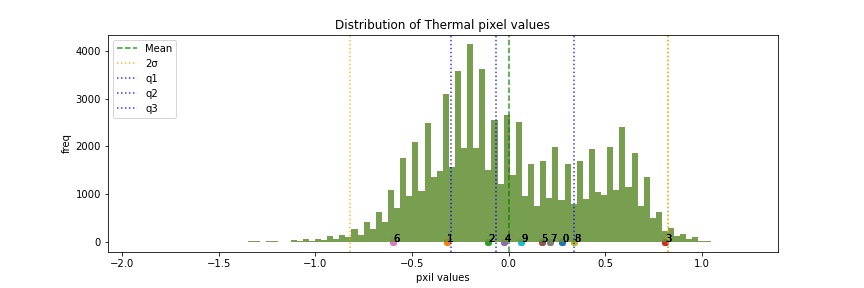 Distribution of Thermal pixel values
Mean
2σ
q1
q2
q3
freq
4000
3000
2000
1000
0
6 1 2 4 9 5 7 0 8 3
−2.0 −1.5 −1.0 −0.5 0.0 0.5 1.0
pxil values